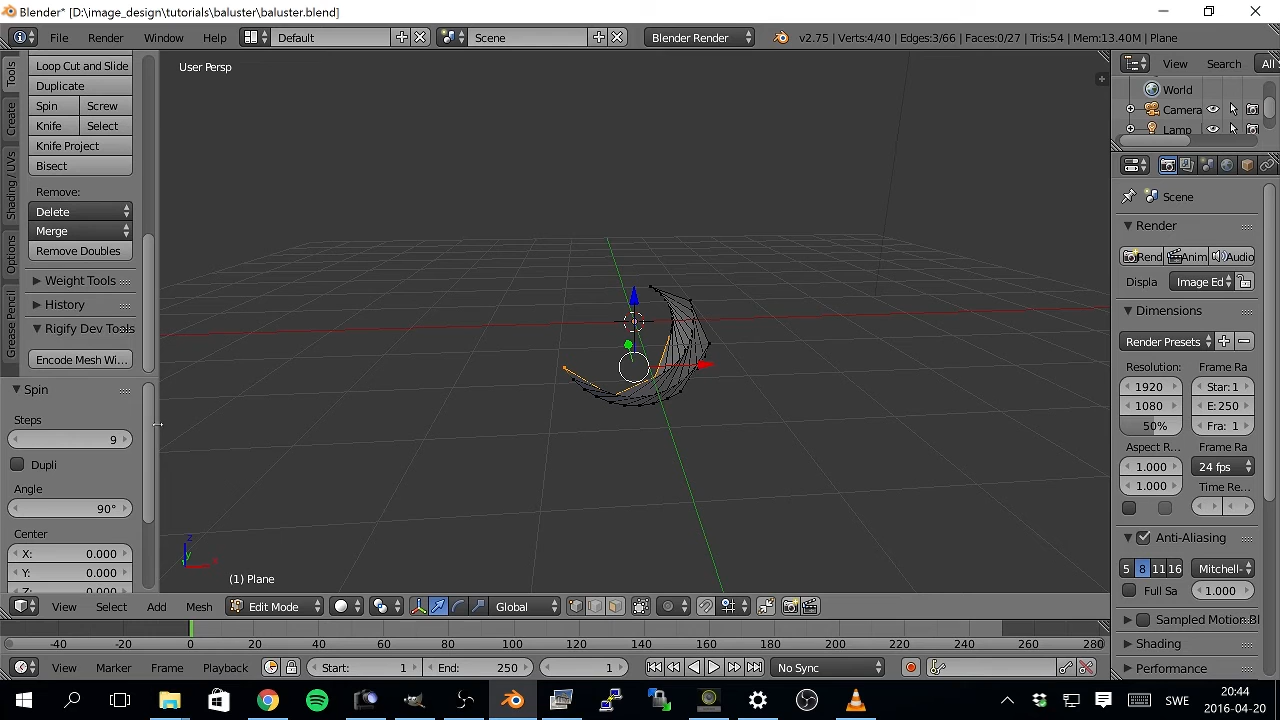 Blender* [D:\image_design\tutorials\baluster\baluster.blend]
File Render Window Help Default Scene Blender Render v2.75 | Verts:4/40 | Edges:3/66 | Faces:0/27 | Tris:54 | Mem:13.40M | Plane
Tools
Create
Shading / UVs
Options
Grease Pencil
Loop Cut and Slide
Duplicate
Spin Screw
Knife Select
Knife Project
Bisect
Remove:
Delete
Merge
Remove Doubles
Weight Tools
History
Rigify Dev Tools
Encode Mesh Wi...
Spin
Steps
9
Dupli
Angle
90°
Center
X: 0.000
Y: 0.000
User Persp
z
y
x
(1) Plane
View Search All S
World
Camera
Lamp
Scene
Render
Rend Anim Audio
Displa Image Ed
Dimensions
Render Presets
Resolution: Frame Ra
1920 Star: 1
1080 E: 250
50% Fra: 1
Aspect R... Frame Ra
1.000 24 fps
1.000 Time Re...
Anti-Aliasing
5 8 11 16 Mitchell-
Full Sa 1.000
Sampled Motion Bl
Shading
Performance
View Select Add Mesh Edit Mode Global
-40 -20 0 20 40 60 80 100 120 140 160 180 200 220 240 260 280
View Marker Frame Playback Start: 1 End: 250 1 No Sync
SWE
20:44
2016-04-20